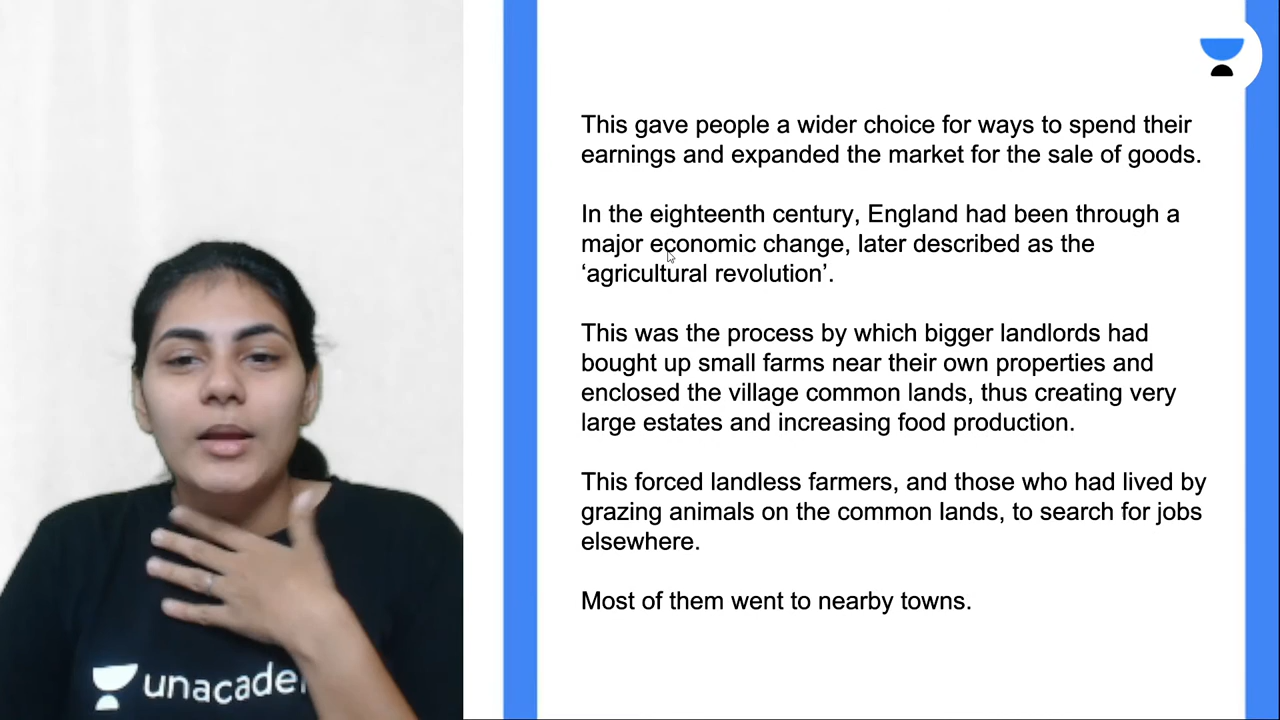 This gave people a wider choice for ways to spend their
earnings and expanded the market for the sale of goods.
In the eighteenth century, England had been through a
major economic change, later described as the
‘agricultural revolution’.
This was the process by which bigger landlords had
bought up small farms near their own properties and
enclosed the village common lands, thus creating very
large estates and increasing food production.
This forced landless farmers, and those who had lived by
grazing animals on the common lands, to search for jobs
elsewhere.
Most of them went to nearby towns.
unacade